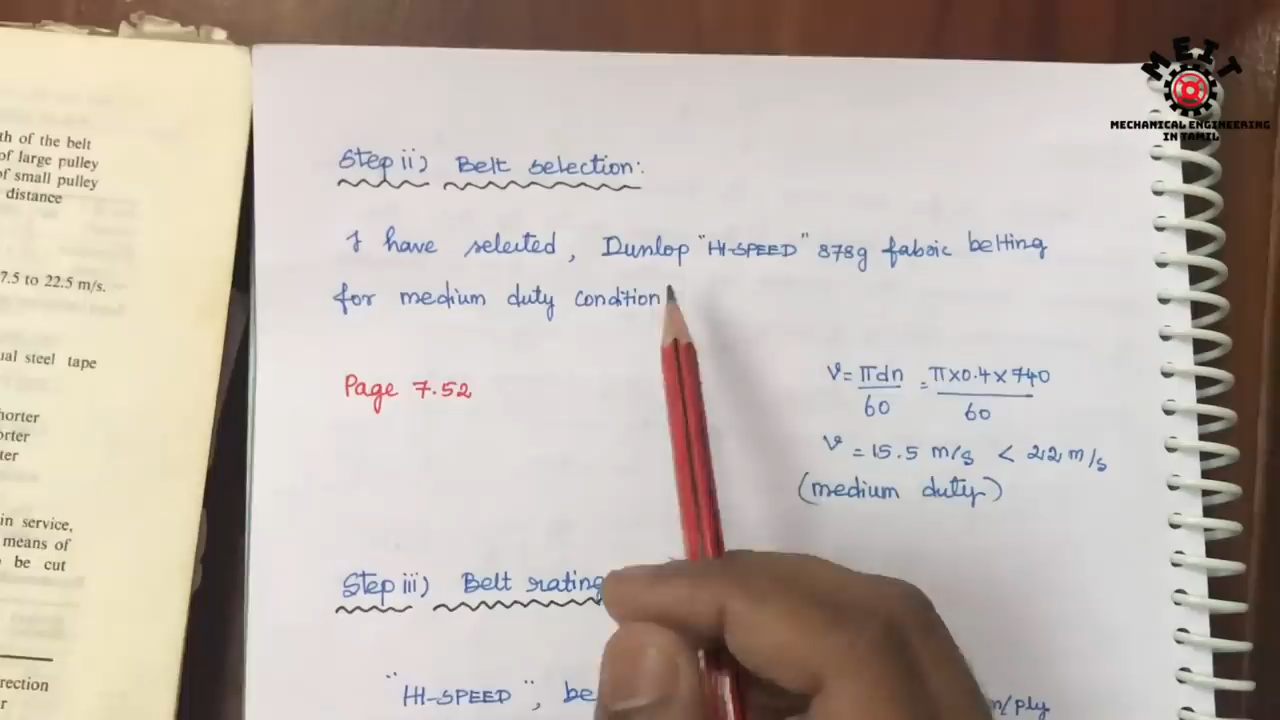 th of the belt
of large pulley
of small pulley
distance
7.5 to 22.5 m/s.
ual steel tape
horter
orter
ter
in service,
means of
be cut
rection
r
MEIT
MECHANICAL ENGINEERING
IN TAMIL
Step ii) Belt selection:
I have selected, Dunlop "HI-SPEED" 878g fabric belting
for medium duty condition
Page 7.52
V = πdn/60 = π×0.4×740/60
V = 15.5 m/s < 22 m/s
(medium duty)
Step iii) Belt rating
"HI-SPEED", be
n/ply